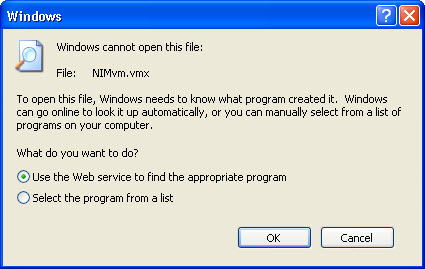 Windows
Windows cannot open this file:
File: NIMvm.vmx
To open this file, Windows needs to know what program created it. Windows
can go online to look it up automatically, or you can manually select from a list of
programs on your computer.
What do you want to do?
Use the Web service to find the appropriate program
Select the program from a list
OK Cancel